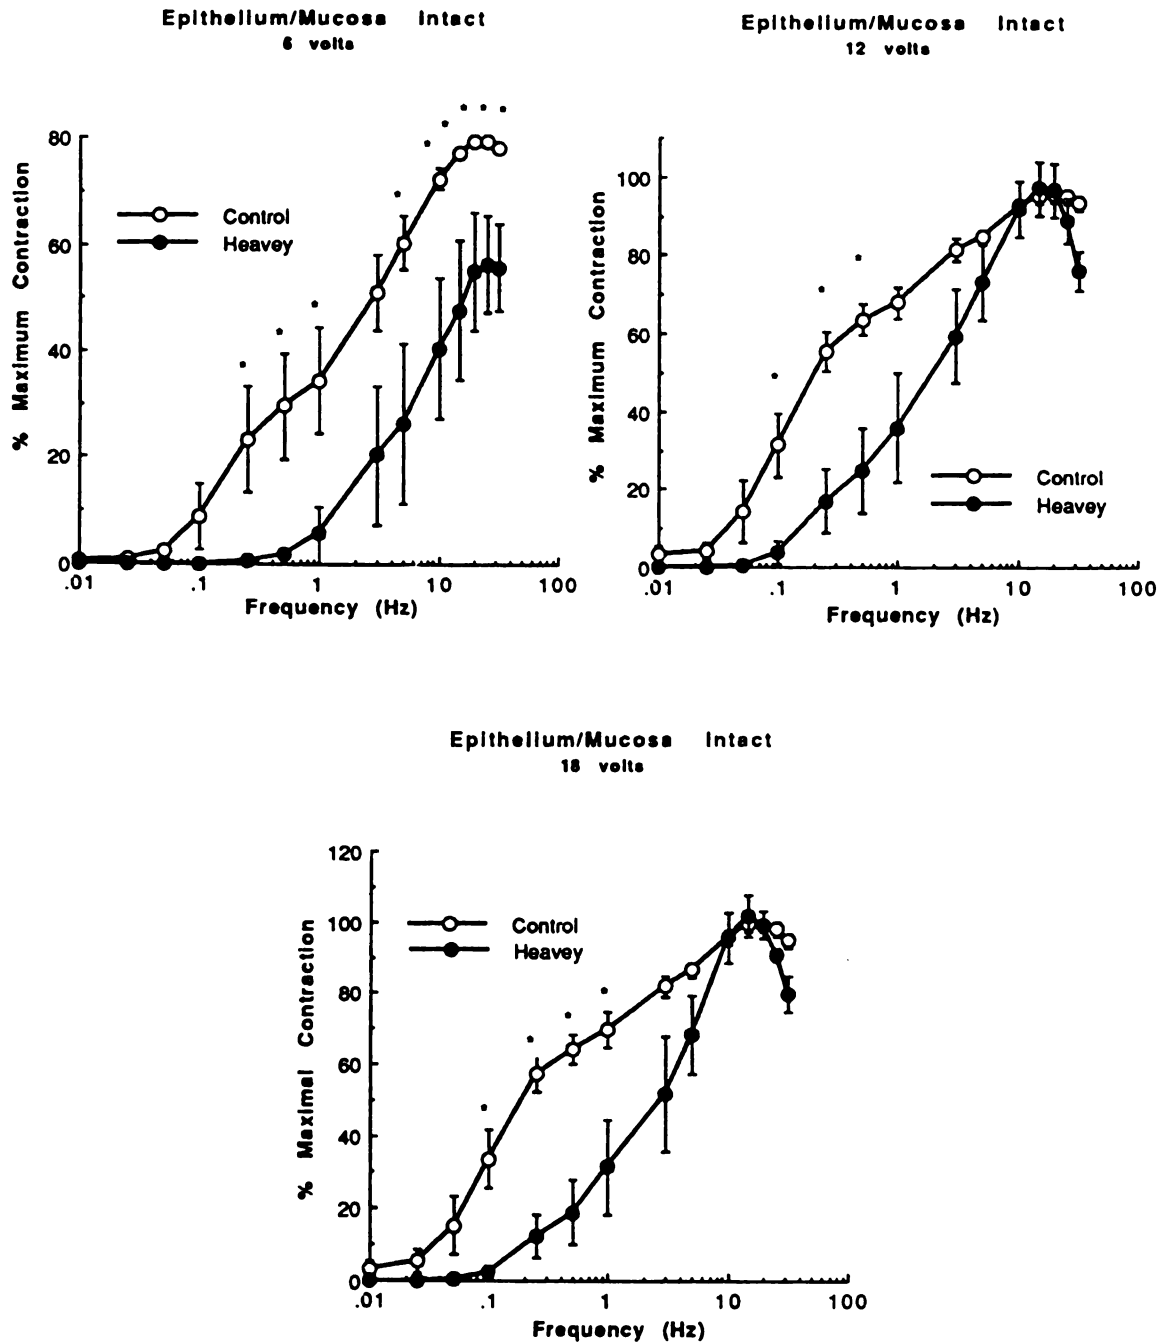 Epithelium/Mucosa Intact
6 volts
80
60
40
20
0
% Maximum Contraction
Control
Heavey
.01
.1
1
10
100
Frequency (Hz)
Epithelium/Mucosa Intact
12 volts
100
80
60
40
20
0
% Maximum Contraction
Control
Heavey
.01
.1
1
10
100
Frequency (Hz)
Epithelium/Mucosa Intact
18 volts
120
100
80
60
40
20
0
% Maximal Contraction
Control
Heavey
.01
.1
1
10
100
Frequency (Hz)